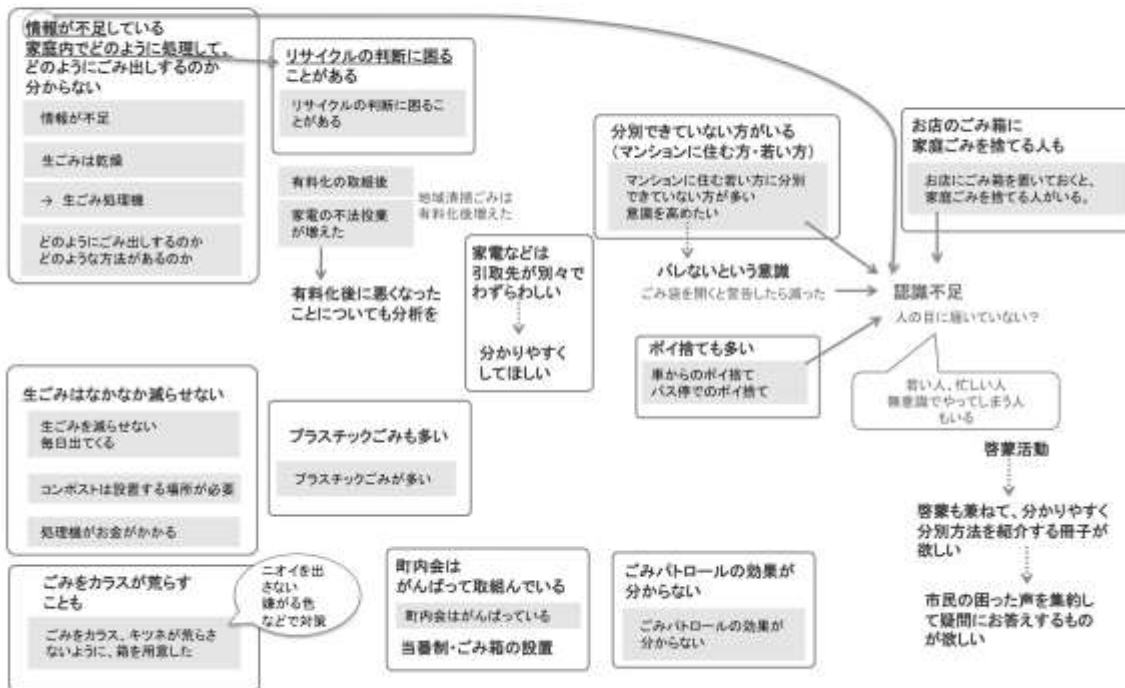 情報が不足している
家庭内でどのように処理して、
どのようにごみ出しするのか
分からない
情報が不足
生ごみは乾燥
→ 生ごみ処理機
どのようにごみ出しするのか
どのような方法があるのか
リサイクルの判断に困る
ことがある
リサイクルの判断に困るこ
とがある
有料化の取組後
家電の不法投棄
が増えた
地域清掃ごみは
有料化後増えた
有料化後に悪くなった
ことについても分析を
家電などは
引取先が別々で
わずらわしい
分かりやすく
してほしい
分別できていない方がいる
(マンションに住む方・若い方)
マンションに住む若い方に分別
できていない方が多い
意識を高めたい
バレないという意識
ごみ袋を開くと警告したら減った
ポイ捨ても多い
車からのポイ捨て
バス停でのポイ捨て
お店のごみ箱に
家庭ごみを捨てる人も
お店にごみ箱を置いておくと、
家庭ごみを捨てる人がいる。
認識不足
人の目に届いていない?
若い人、忙しい人
無意識でやってしまう人
もいる
啓蒙活動
啓蒙も兼ねて、分かりやすく
分別方法を紹介する冊子が
欲しい
市民の困った声を集約し
て疑問にお答えするもの
が欲しい
生ごみはなかなか減らせない
生ごみを減らせない
毎日出てくる
コンポストは設置する場所が必要
処理機がお金がかかる
プラスチックごみも多い
プラスチックごみが多い
ごみをカラスが荒らす
ことも
ごみをカラス、キツネが荒らさ
ないように、箱を用意した
ニオイを出
さない
嫌がる色
などで対策
町内会は
がんばって取組んでいる
町内会はがんばっている
当番制・ごみ箱の設置
ごみパトロールの効果が
分からない
ごみパトロールの効果が
分からない